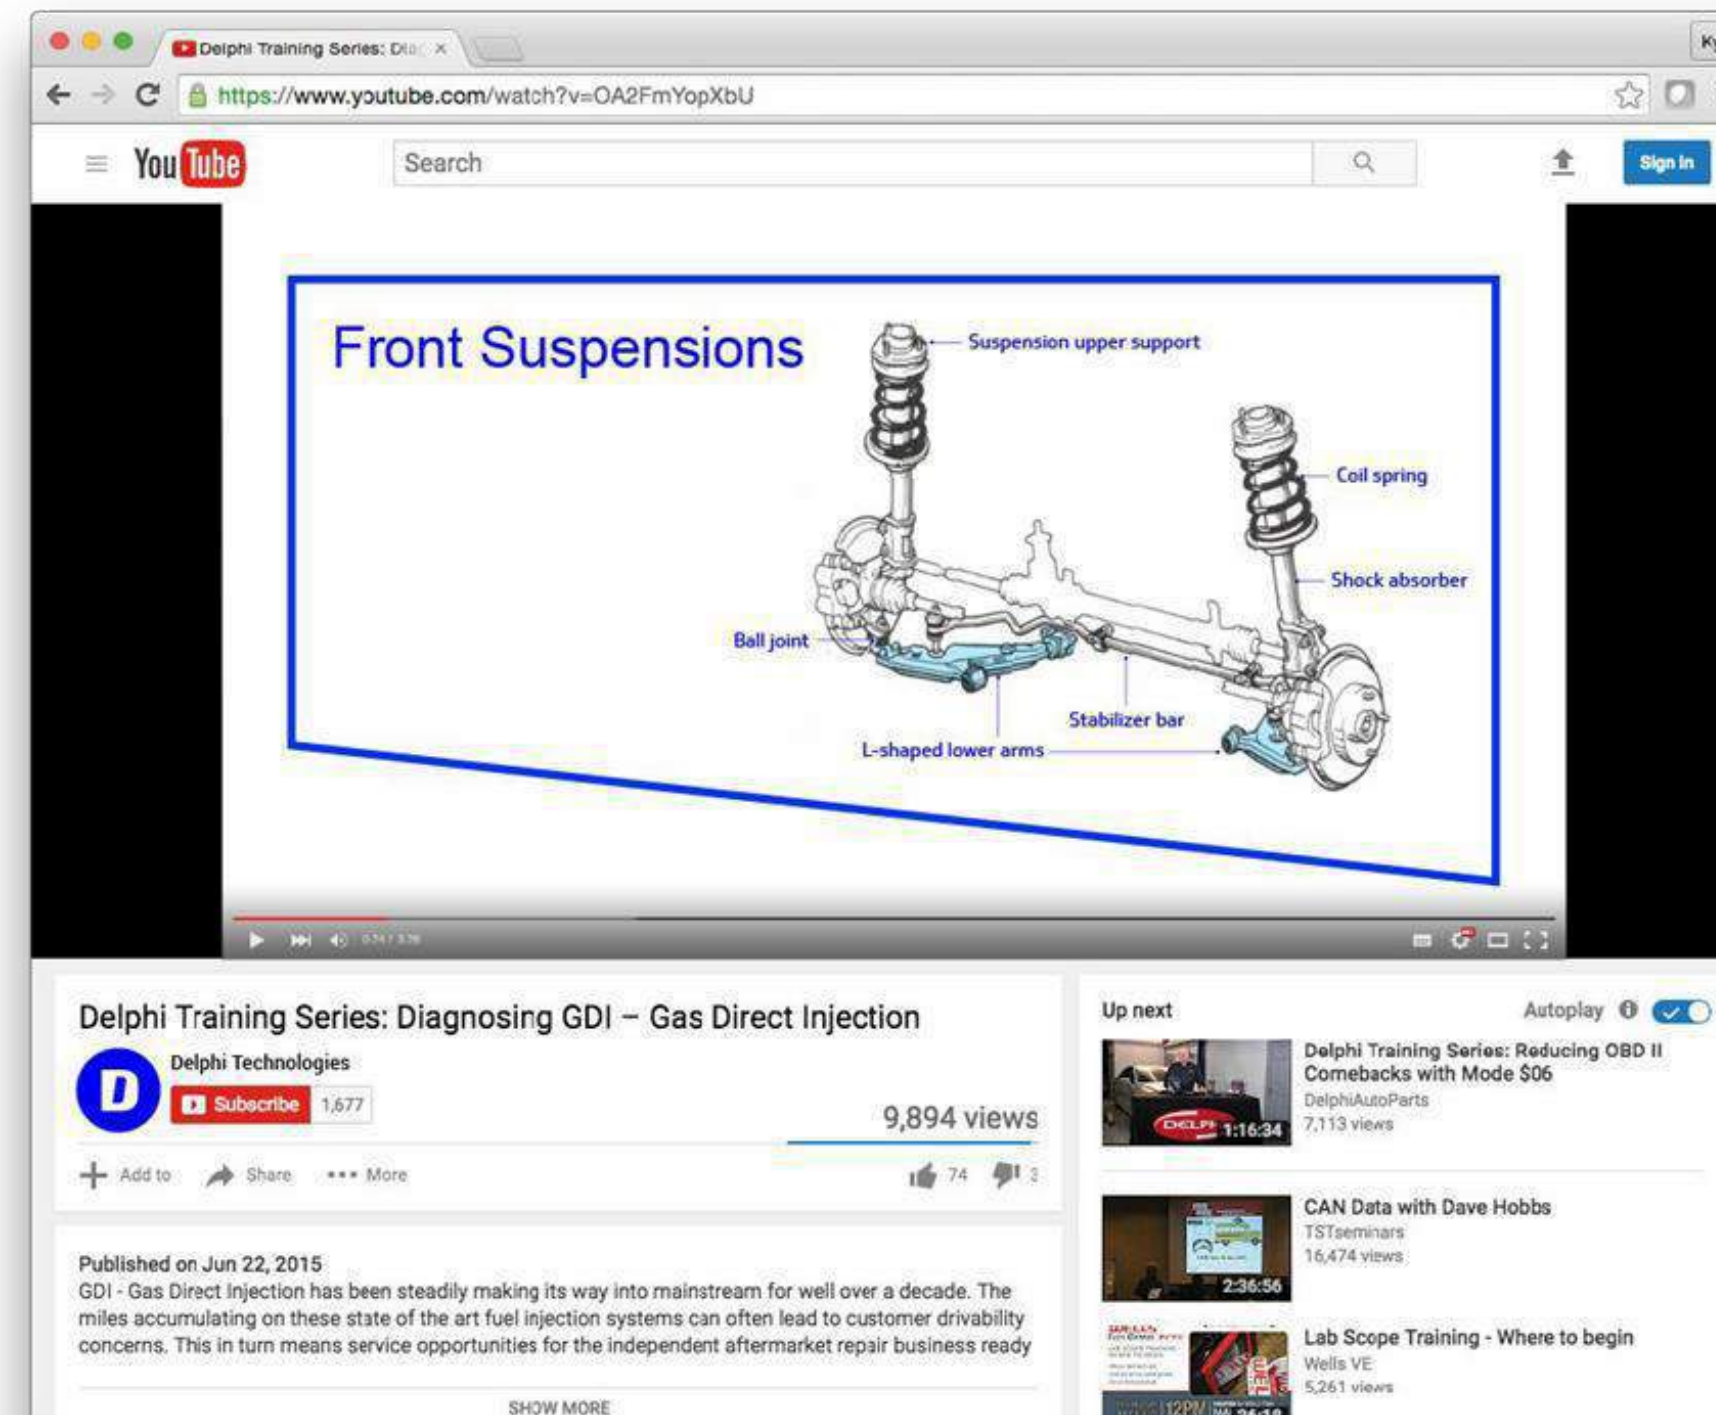 Delphi Training Series: Dia
https://www.youtube.com/watch?v=OA2FmYopXbU
YouTube
Search
Sign In
Front Suspensions
Suspension upper support
Coil spring
Shock absorber
Ball joint
Stabilizer bar
L-shaped lower arms
Delphi Training Series: Diagnosing GDI – Gas Direct Injection
D
Delphi Technologies
Subscribe 1,677
9,894 views
Add to Share More
74 3
Published on Jun 22, 2015
GDI - Gas Direct Injection has been steadily making its way into mainstream for well over a decade. The
miles accumulating on these state of the art fuel injection systems can often lead to customer drivability
concerns. This in turn means service opportunities for the independent aftermarket repair business ready
SHOW MORE
Up next Autoplay
Delphi Training Series: Reducing OBD II
Comebacks with Mode $06
DelphiAutoParts
7,113 views
DELPHI
1:16:34
CAN Data with Dave Hobbs
TSTseminars
16,474 views
2:36:56
Lab Scope Training - Where to begin
Wells VE
5,261 views
WELLS
12PM